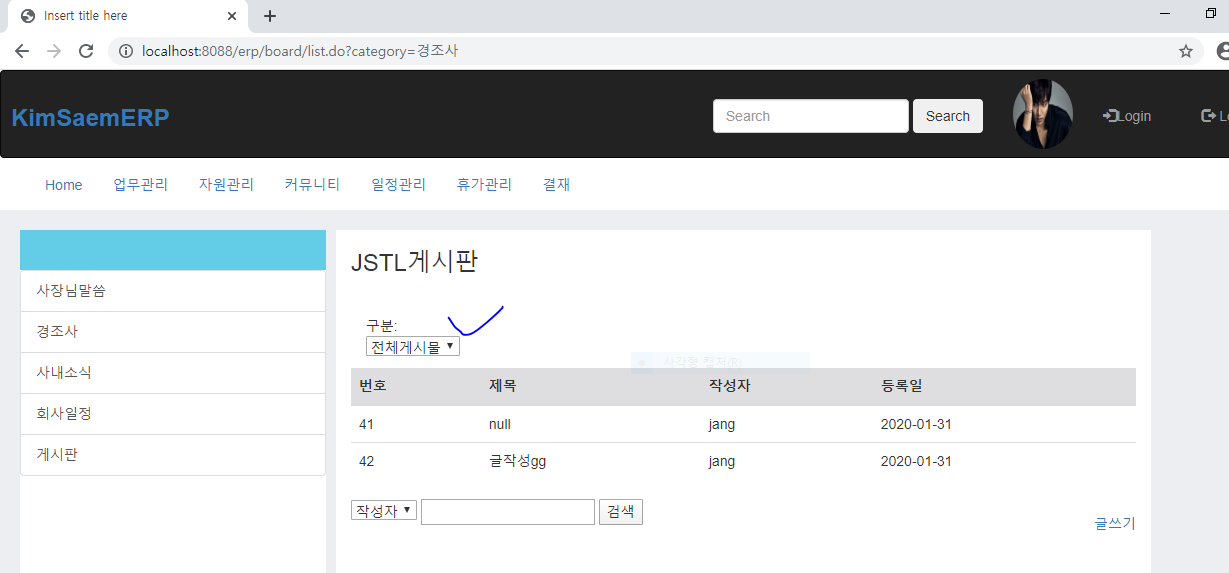 Insert title here
localhost:8088/erp/board/list.do?category=경조사
KimSaemERP
Search Search Login
Home 업무관리 자원관리 커뮤니티 일정관리 휴가관리 결재
사장님말씀
경조사
사내소식
회사일정
게시판
JSTL게시판
구분:
전체게시물
사각형 캡처(R)
번호 제목 작성자 등록일
41 null jang 2020-01-31
42 글작성gg jang 2020-01-31
작성자 검색
글쓰기